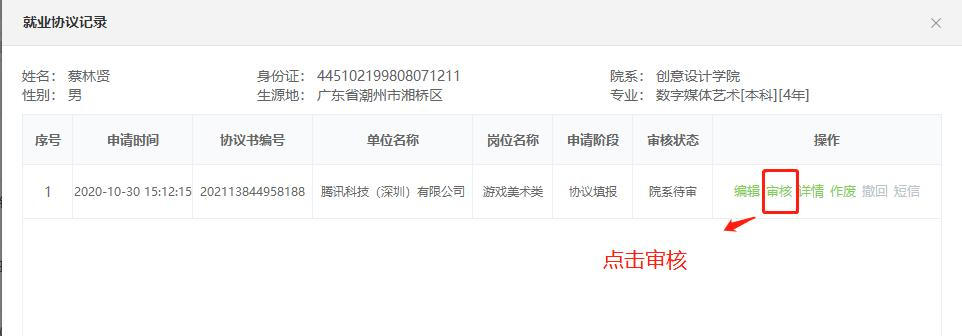 就业协议记录
姓名： 蔡林贤 身份证： 445102199808071211 院系： 创意设计学院
性别： 男 生源地： 广东省潮州市湘桥区 专业： 数字媒体艺术[本科][4年]
序号 申请时间 协议书编号 单位名称 岗位名称 申请阶段 审核状态 操作
1 2020-10-30 15:12:15 202113844958188 腾讯科技（深圳）有限公司 游戏美术类 协议填报 院系待审 编辑 审核 详情 作废 撤回 短信
点击审核